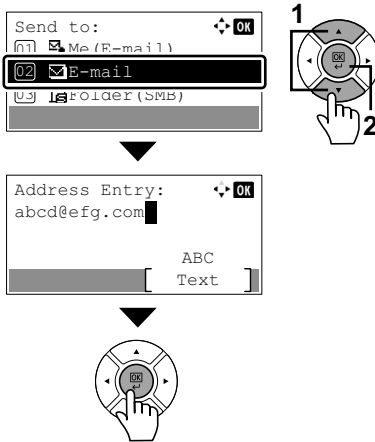 Send to: OK
01 Me(E-mail)
02 E-mail
03 Folder(SMB)
1
OK
2
Address Entry: OK
abcd@efg.com
ABC
[ Text ]
OK